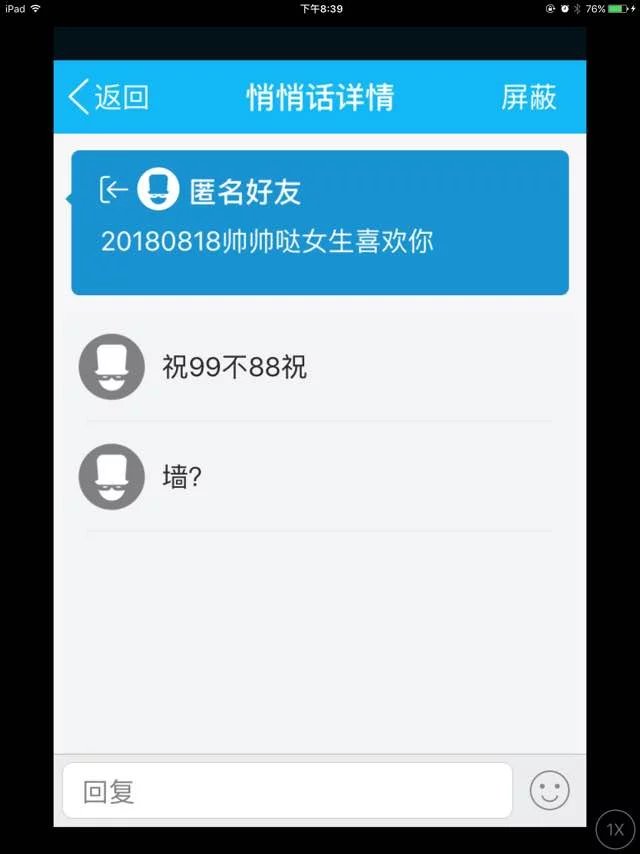 iPad 下午8:39 76%
返回 悄悄话详情 屏蔽
匿名好友
20180818帅帅哒女生喜欢你
祝99不88祝
墙?
回复
1X